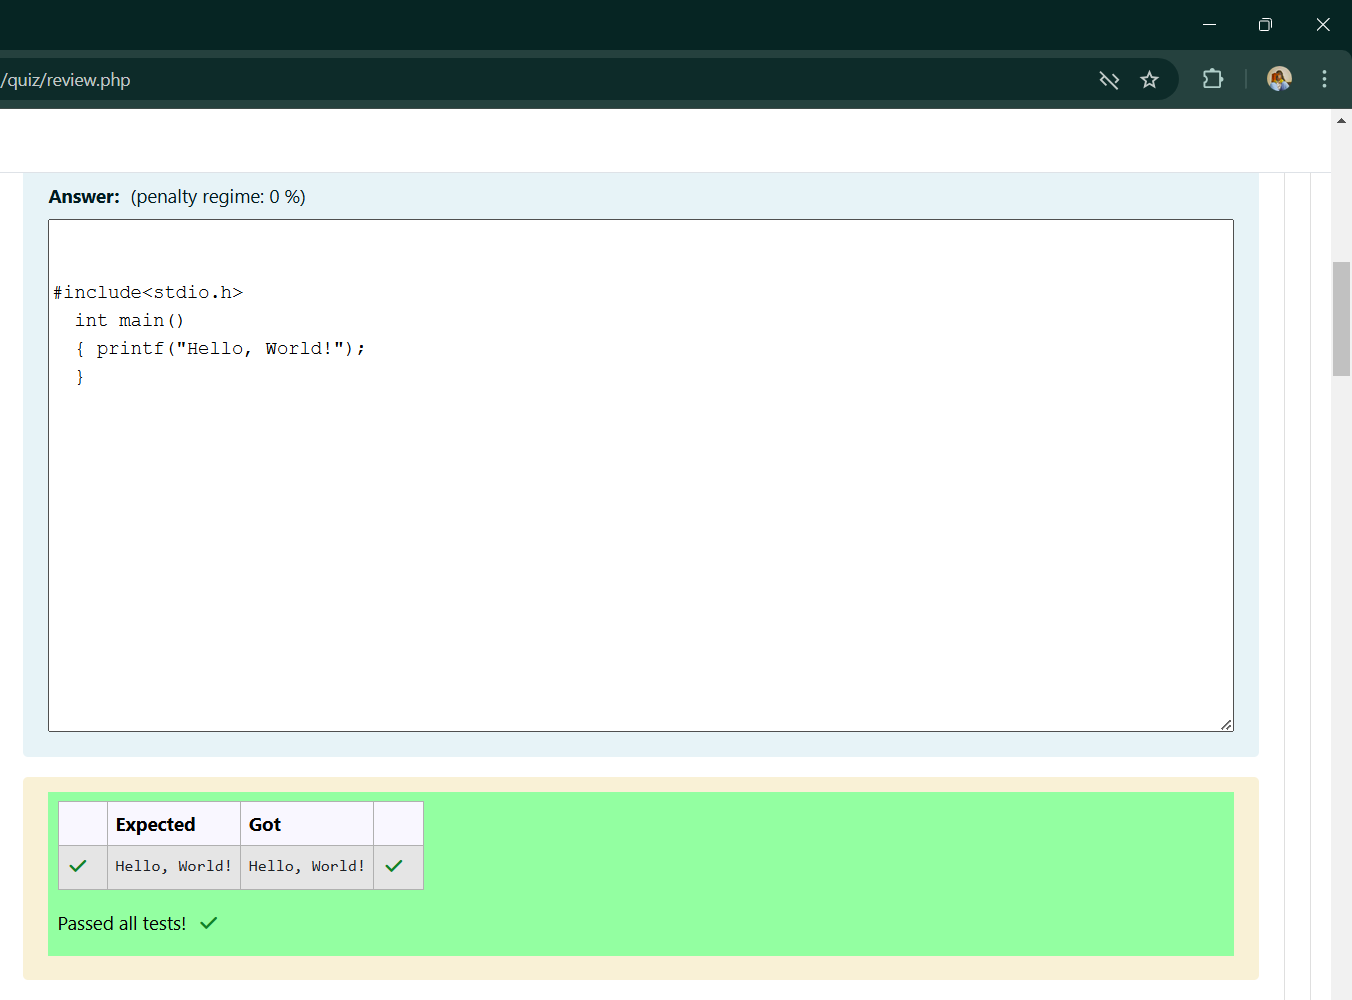 /quiz/review.php
Answer: (penalty regime: 0 %)
#include<stdio.h>
  int main()
  { printf("Hello, World!");
  }
Expected Got
Hello, World! Hello, World!
Passed all tests!